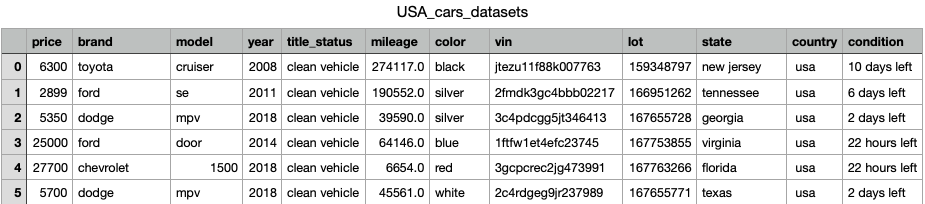 USA_cars_datasets
price brand model year title_status mileage color vin lot state country condition
0 6300 toyota cruiser 2008 clean vehicle 274117.0 black jtezu11f88k007763 159348797 new jersey usa 10 days left
1 2899 ford se 2011 clean vehicle 190552.0 silver 2fmdk3gc4bbb02217 166951262 tennessee usa 6 days left
2 5350 dodge mpv 2018 clean vehicle 39590.0 silver 3c4pdcgg5jt346413 167655728 georgia usa 2 days left
3 25000 ford door 2014 clean vehicle 64146.0 blue 1ftfw1et4efc23745 167753855 virginia usa 22 hours left
4 27700 chevrolet 1500 2018 clean vehicle 6654.0 red 3gcpcrec2jg473991 167763266 florida usa 22 hours left
5 5700 dodge mpv 2018 clean vehicle 45561.0 white 2c4rdgeg9jr237989 167655771 texas usa 2 days left